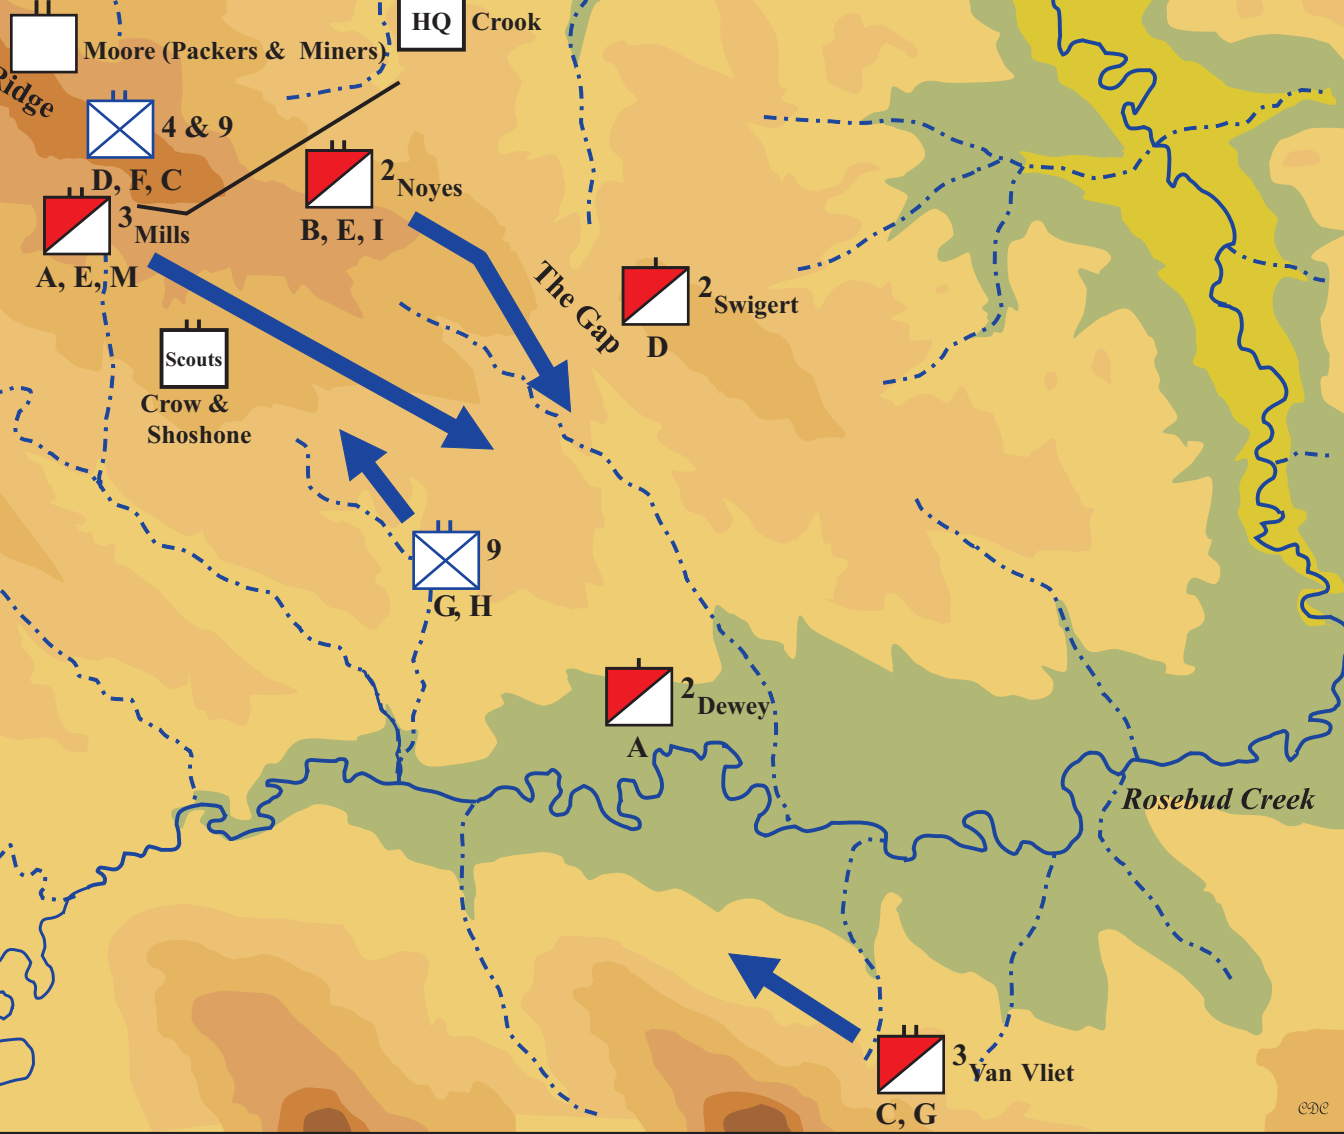 HQ Crook
Moore (Packers & Miners)
Ridge
4 & 9
D, F, C
2 Noyes
B, E, I
3 Mills
A, E, M
The Gap
2 Swigert
D
Scouts
Crow &
Shoshone
9
G, H
2 Dewey
A
Rosebud Creek
3 Van Vliet
C, G
CDC